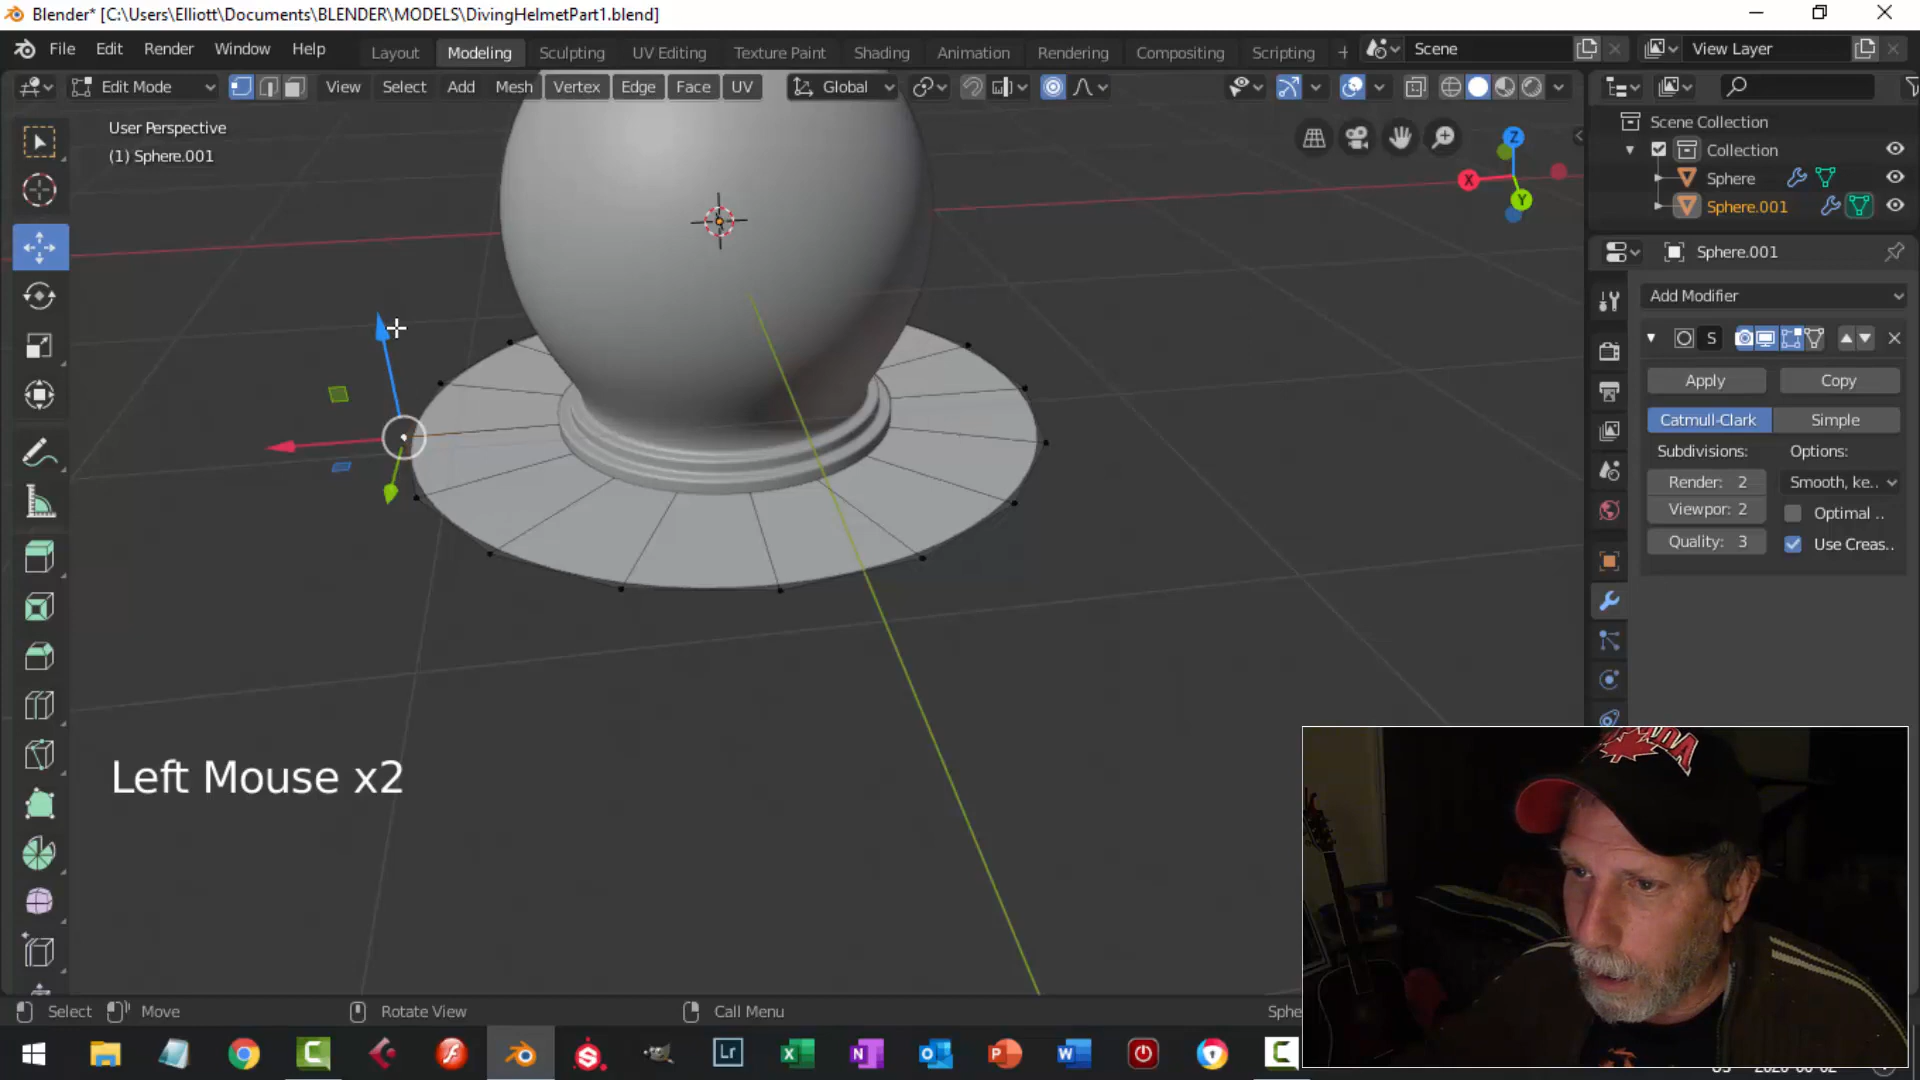 Blender* [C:\Users\Elliott\Documents\BLENDER\MODELS\DivingHelmetPart1.blend]
File Edit Render Window Help
Layout Modeling Sculpting UV Editing Texture Paint Shading Animation Rendering Compositing Scripting +
Scene
View Layer
Edit Mode View Select Add Mesh Vertex Edge Face UV Global
User Perspective
(1) Sphere.001
Z
X
Y
Scene Collection
Collection
Sphere
Sphere.001
Sphere.001
Add Modifier
S
Apply Copy
Catmull-Clark Simple
Subdivisions: Options:
Render: 2 Smooth, ke..
Viewpor: 2 Optimal ..
Quality: 3 Use Creas..
Left Mouse x2
Select Move Rotate View Call Menu Sphe
Lr